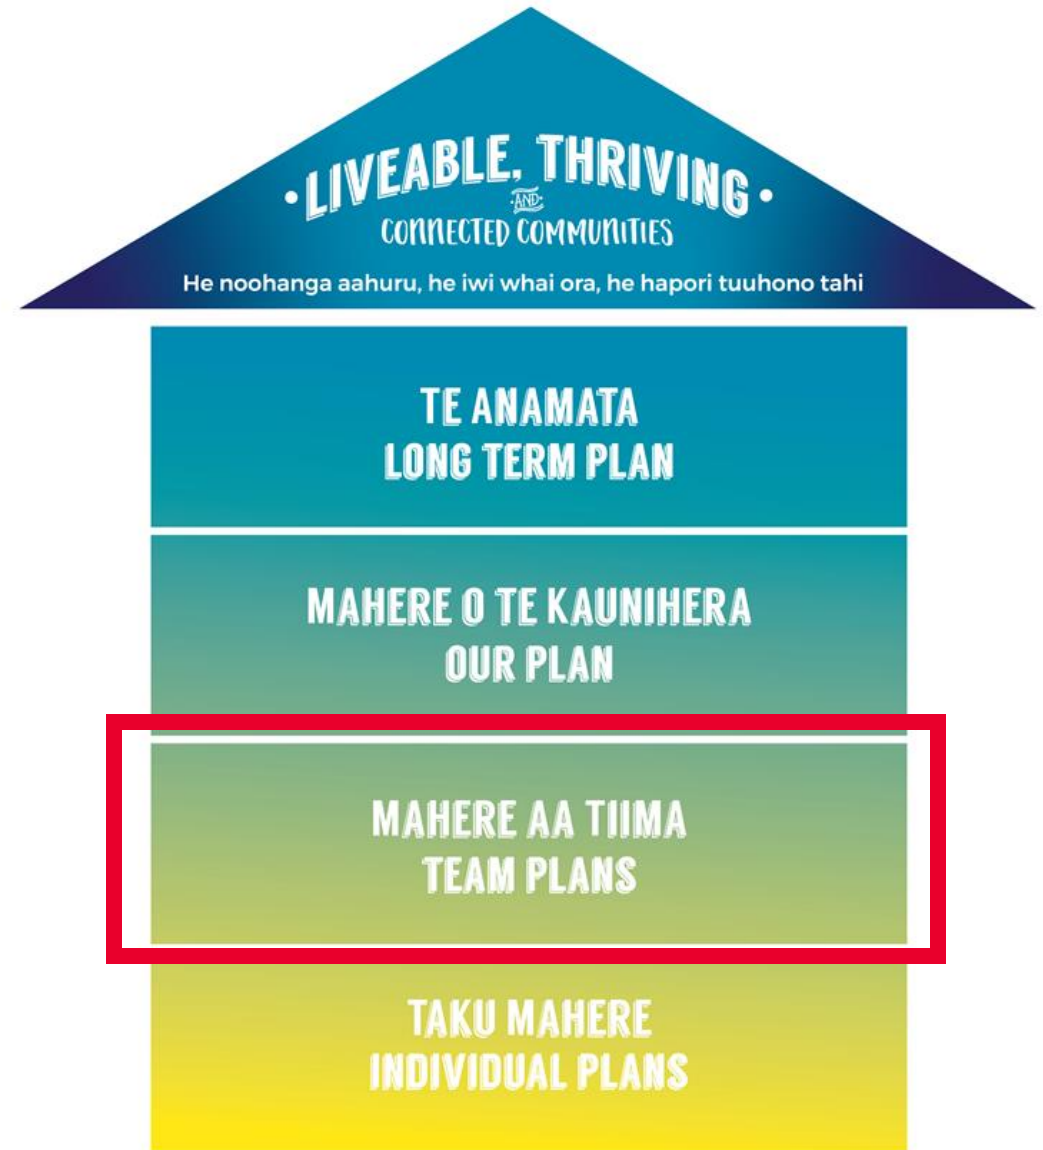 • LIVEABLE, THRIVING •
AND
CONNECTED COMMUNITIES
He noohanga aahuru, he iwi whai ora, he hapori tuuhono tahi
TE ANAMATA
LONG TERM PLAN
MAHERE O TE KAUNIHERA
OUR PLAN
MAHERE AA TIIMA
TEAM PLANS
TAKU MAHERE
INDIVIDUAL PLANS